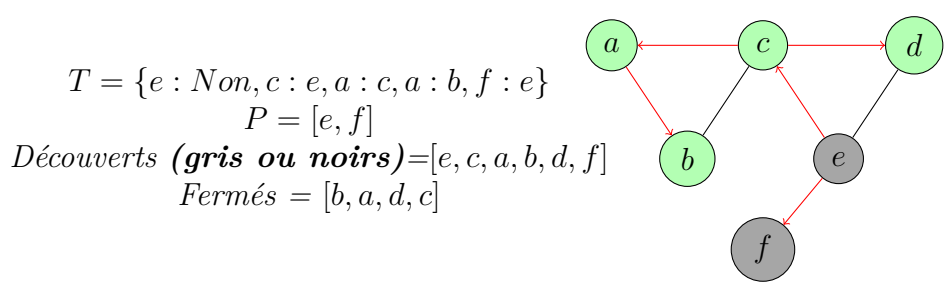 T = {e : Non, c : e, a : c, a : b, f : e}
P = [e, f]
Découverts (gris ou noirs)=[e, c, a, b, d, f]
Fermés = [b, a, d, c]
a c d
b e
f